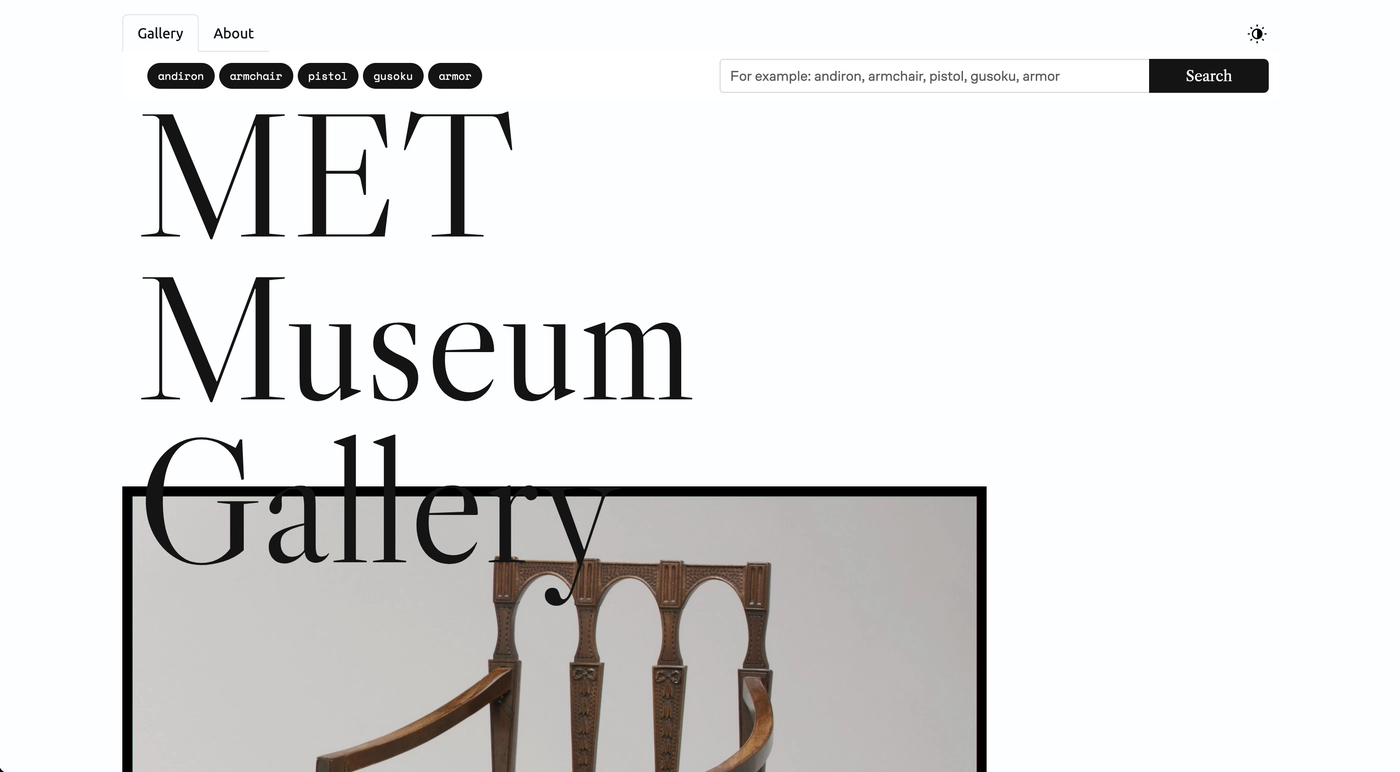 Gallery About
andiron armchair pistol gusoku armor
For example: andiron, armchair, pistol, gusoku, armor Search
MET
Museum
Gallery